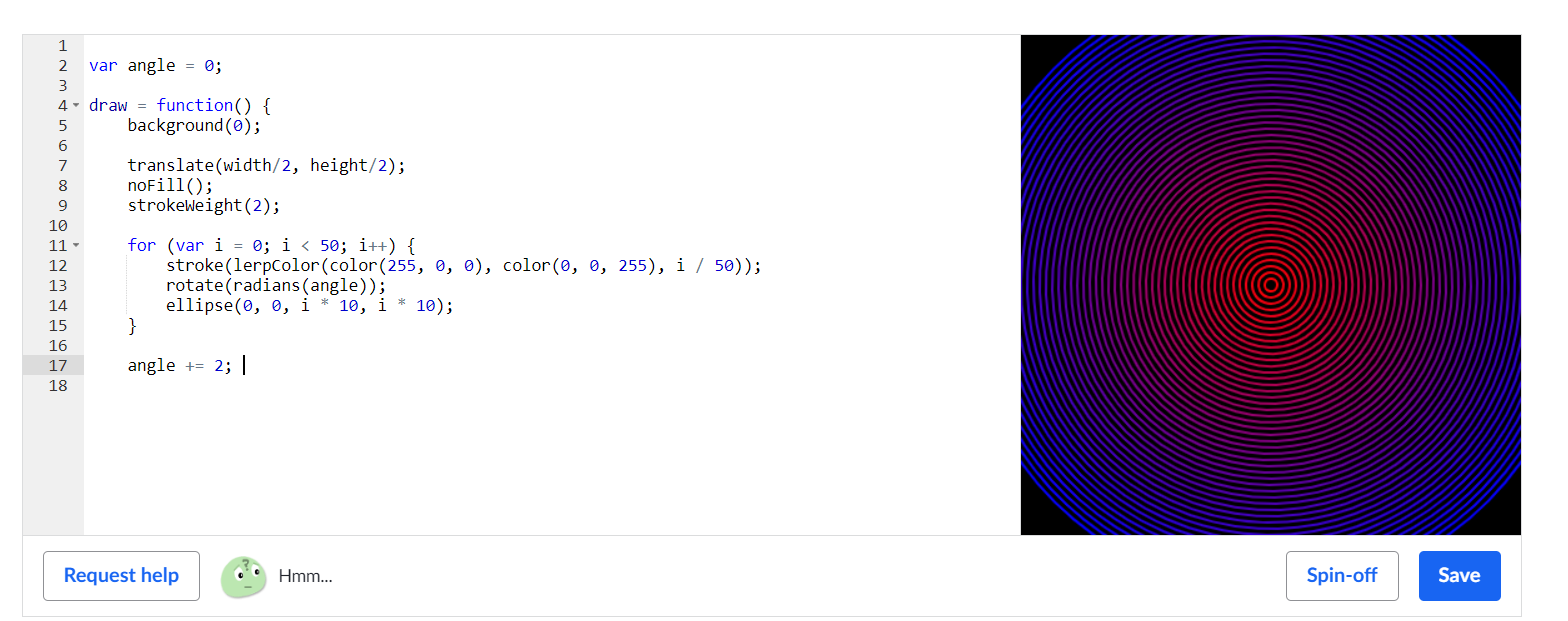 1
2 var angle = 0;
3
4 draw = function() {
5 background(0);
6
7 translate(width/2, height/2);
8 noFill();
9 strokeWeight(2);
10
11 for (var i = 0; i < 50; i++) {
12 stroke(lerpColor(color(255, 0, 0), color(0, 0, 255), i / 50));
13 rotate(radians(angle));
14 ellipse(0, 0, i * 10, i * 10);
15 }
16
17 angle += 2;
18
Request help ? Hmm... Spin-off Save